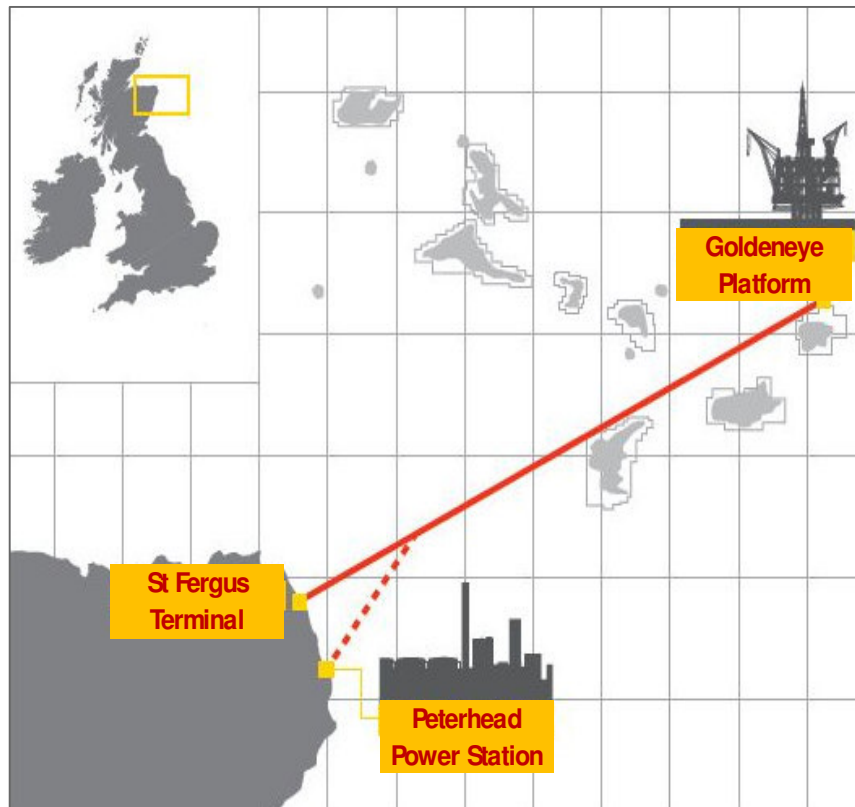 Goldeneye
Platform
St Fergus
Terminal
Peterhead
Power Station